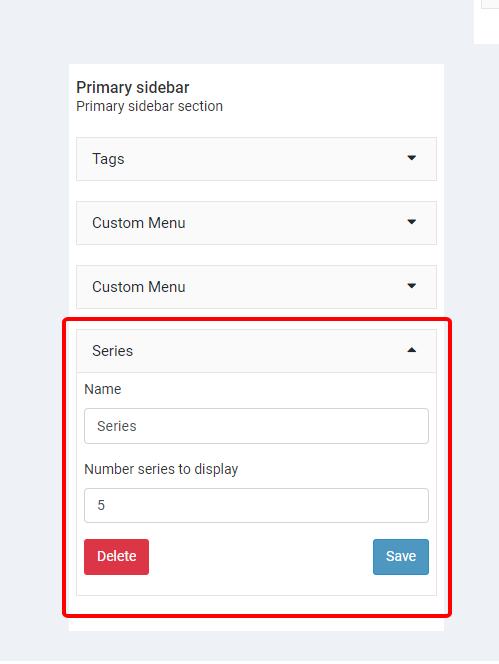 Primary sidebar
Primary sidebar section
Tags
Custom Menu
Custom Menu
Series
Name
Series
Number series to display
5
Delete
Save